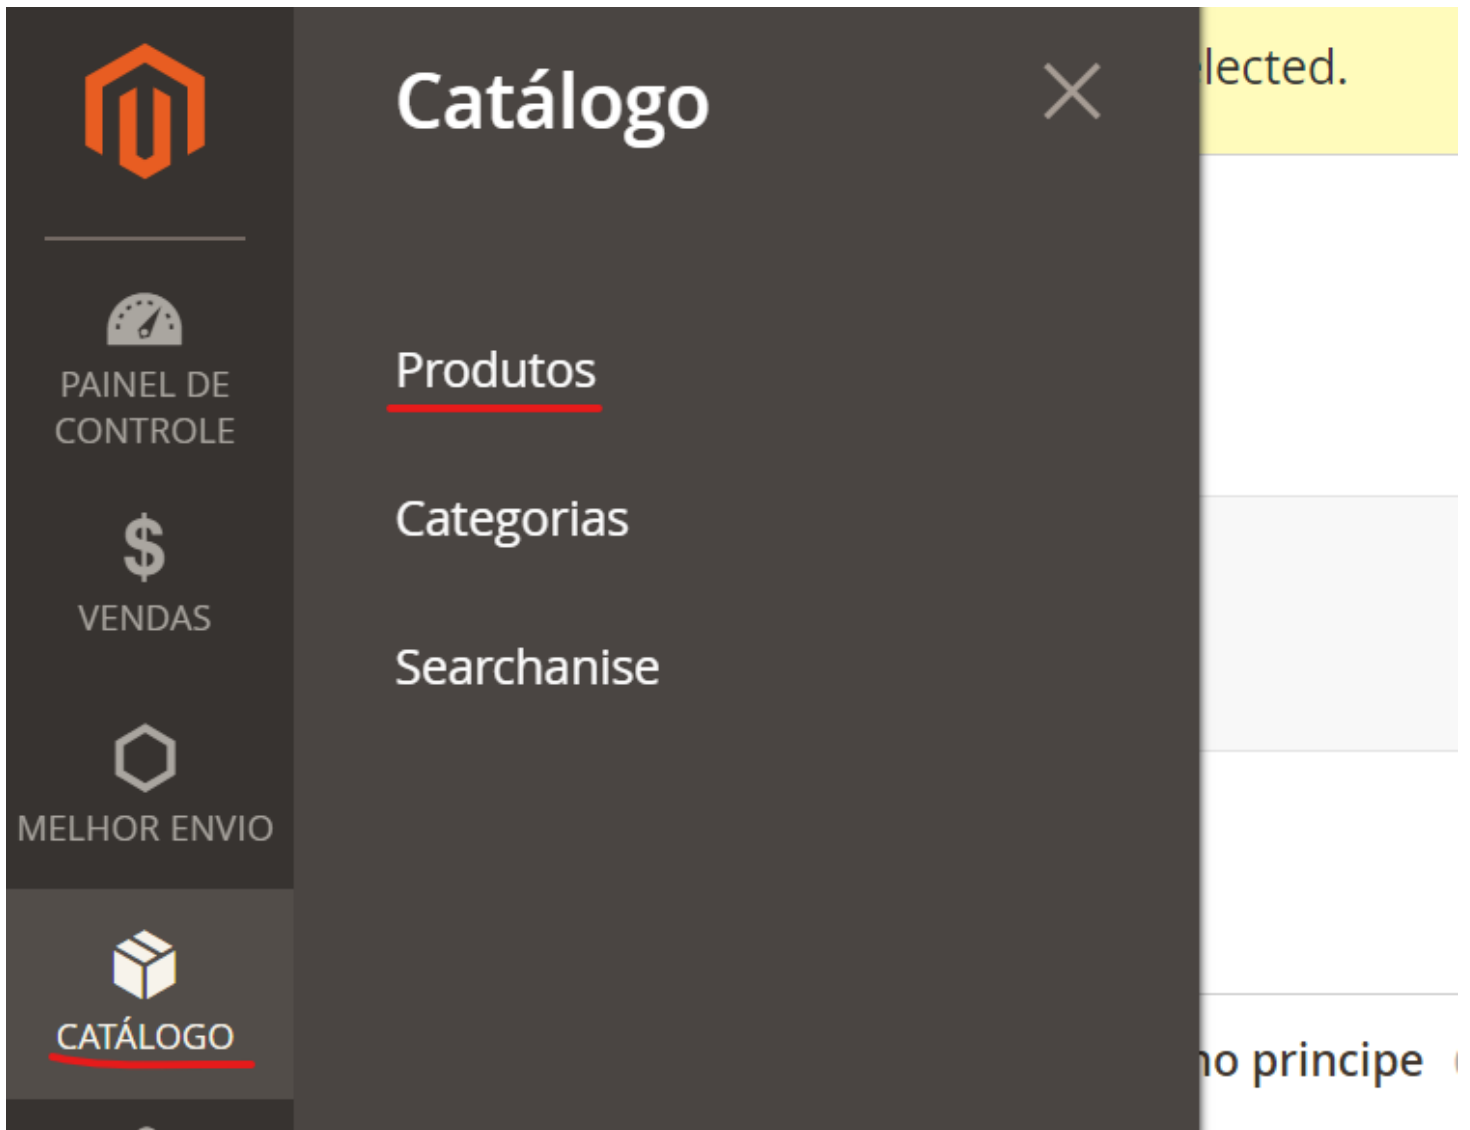 Catálogo
lected.
PAINEL DE
CONTROLE
Produtos
VENDAS
Categorias
Searchanise
MELHOR ENVIO
CATÁLOGO
no principe